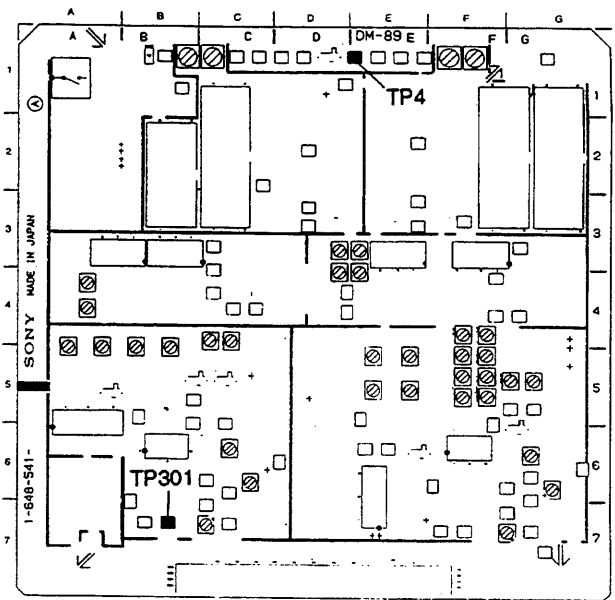 A B C D E F G
A B C D DM-89 E F G
1
TP4
1
A
2
2
3
3
4
4
5
5
6
6
TP301
7
7
SONY MADE IN JAPAN
1-648-541-